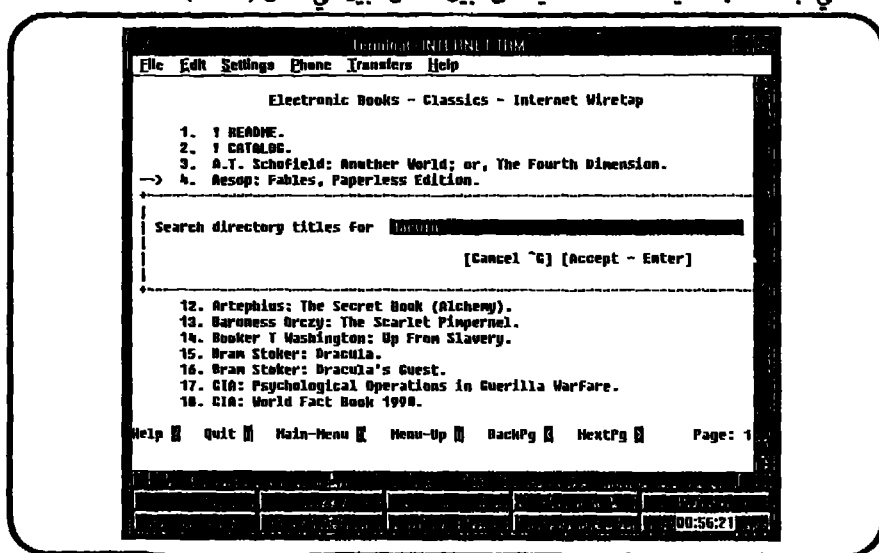 Terminal - INTERNET.TRM
File Edit Settings Phone Transfers Help
Electronic Books - Classics - Internet Wiretap
1. ! README.
2. ! CATALOG.
3. A.T. Schofield: Another World; or, The Fourth Dimension.
--> 4. Aesop: Fables, Paperless Edition.
Search directory titles for
[Cancel ^G] [Accept - Enter]
12. Artephius: The Secret Book (Alchemy).
13. Baroness Orczy: The Scarlet Pimpernel.
14. Booker T Washington: Up From Slavery.
15. Bram Stoker: Dracula.
16. Bram Stoker: Dracula's Guest.
17. CIA: Psychological Operations in Guerilla Warfare.
18. CIA: World Fact Book 1990.
Help Quit Main-Menu Menu-Up BackPg NextPg Page: 1
00:56:21